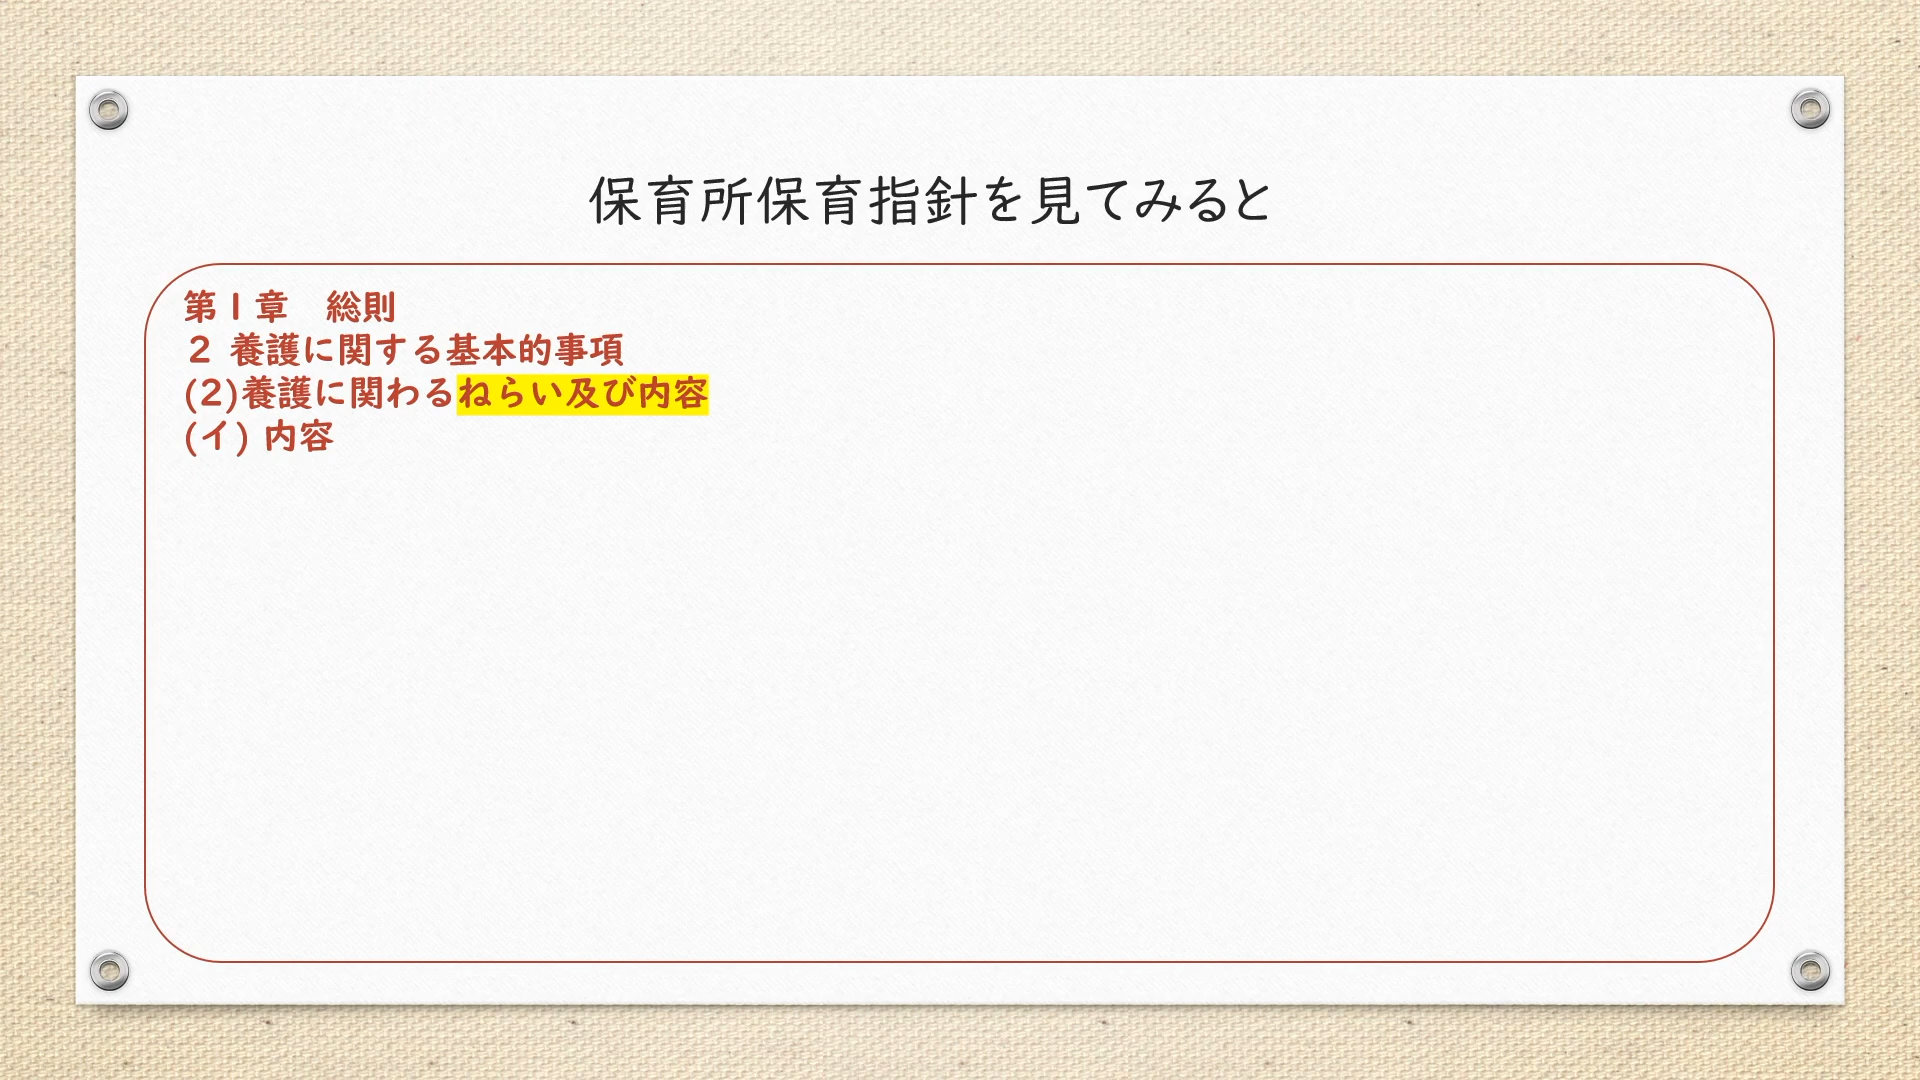 保育所保育指針を見てみると
第１章　総則
２ 養護に関する基本的事項
(2)養護に関わるねらい及び内容
(イ) 内容